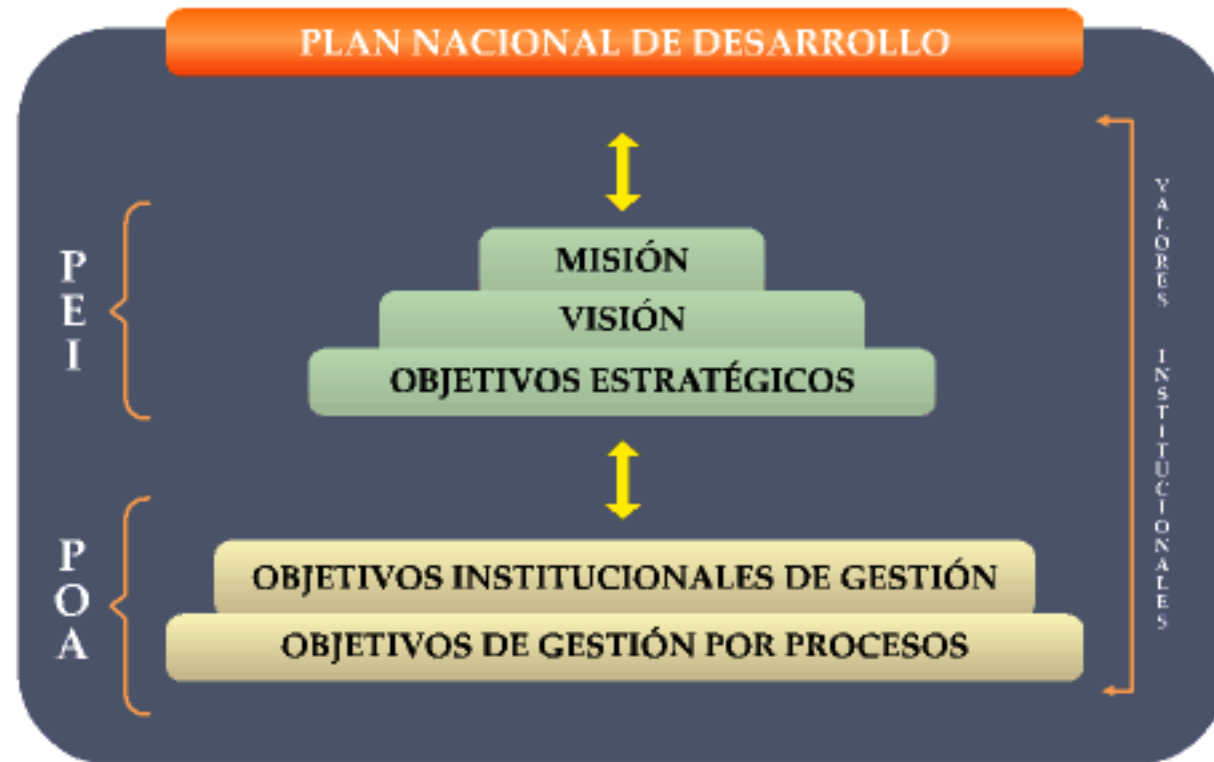 PLAN NACIONAL DE DESARROLLO
PEI
MISIÓN
VISIÓN
OBJETIVOS ESTRATÉGICOS
POA
OBJETIVOS INSTITUCIONALES DE GESTIÓN
OBJETIVOS DE GESTIÓN POR PROCESOS
VALORES INSTITUCIONALES